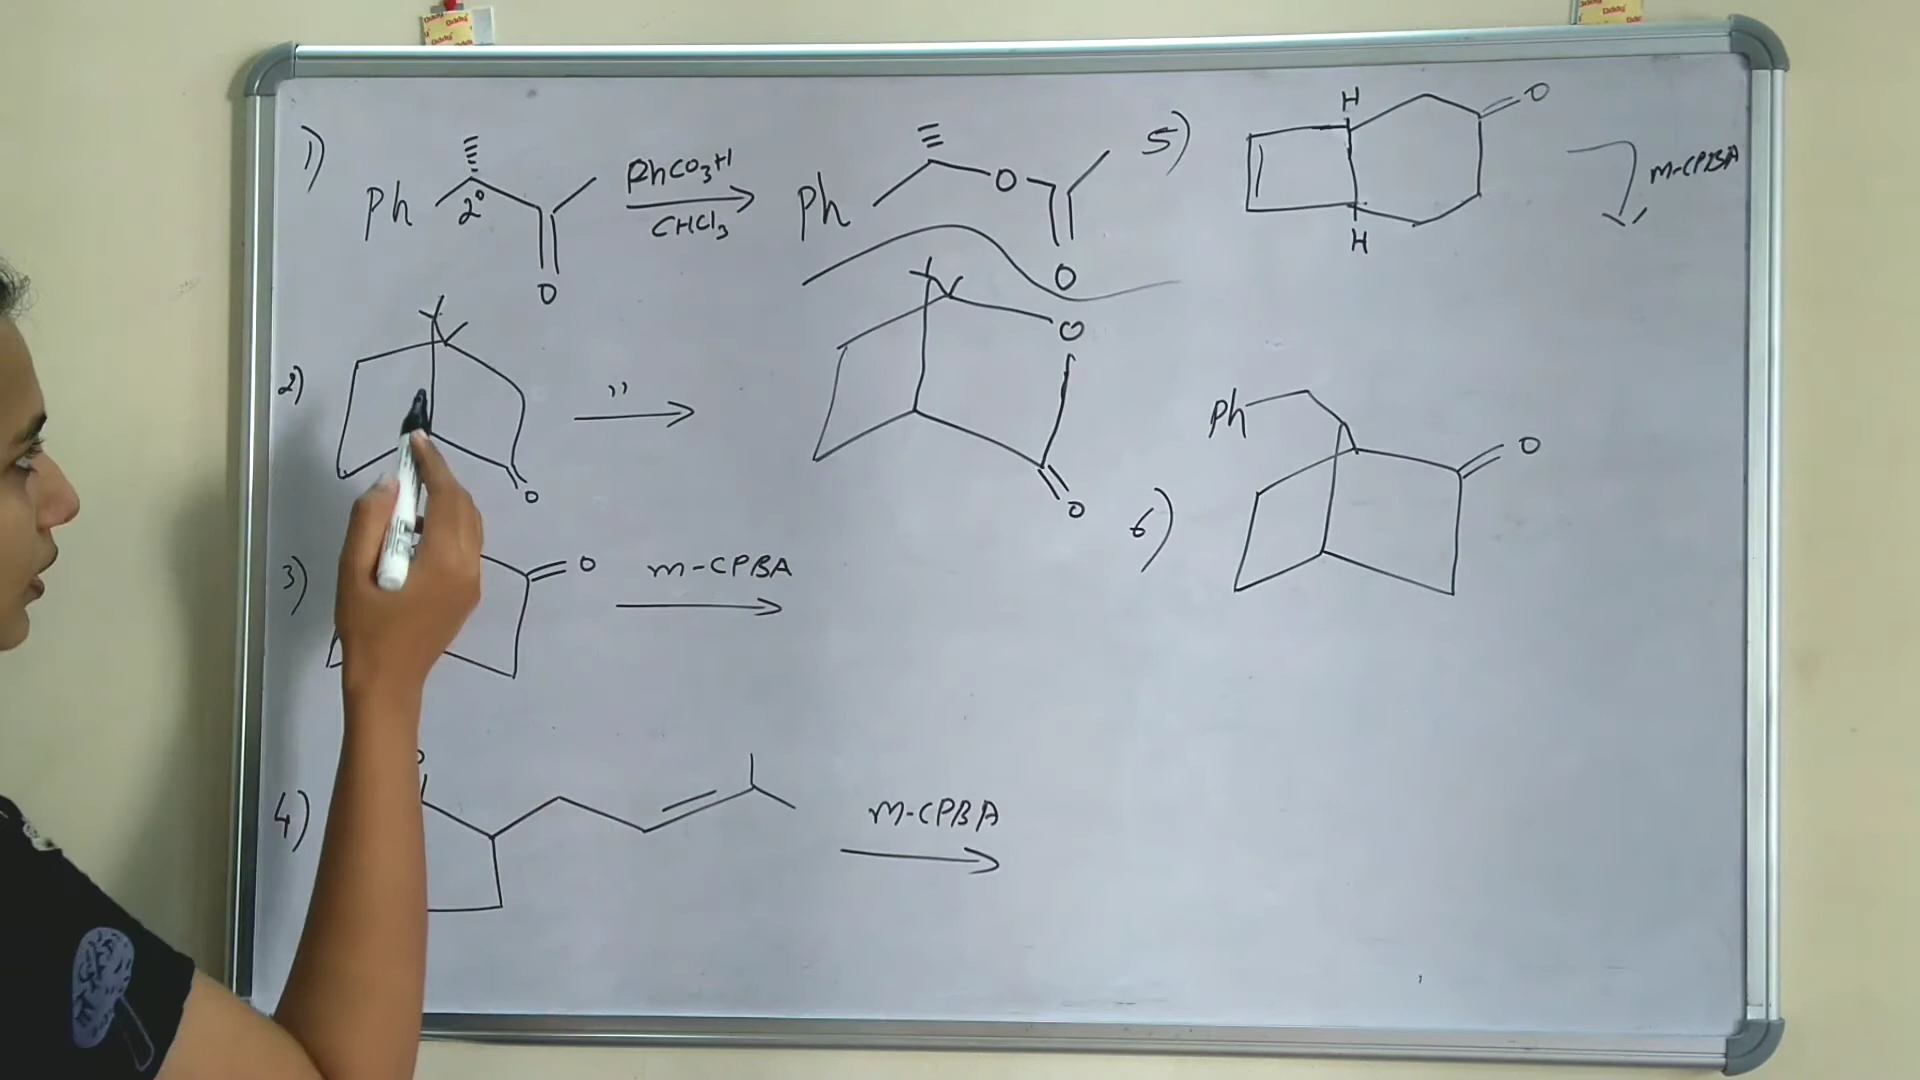 1)
Ph 2° O
PhCO3H
CHCl3
Ph O O
2)
O
,,
O
O
3)
O
m-CPBA
4)
m-CPBA
5)
H
O
H
m-CPBA
6)
Ph
O